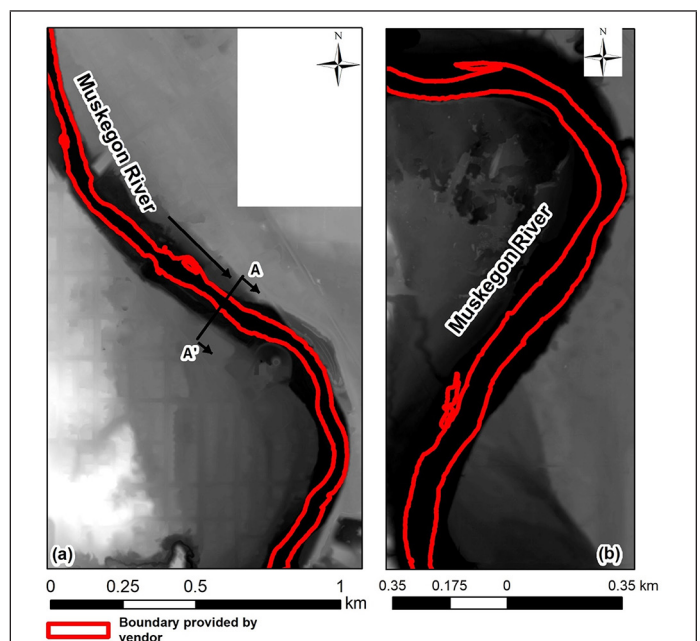 N
N
Muskegon River
Muskegon River
A
A'
(a)
(b)
0 0.25 0.5 1
km
0.35 0.175 0 0.35 km
Boundary provided by
vendor